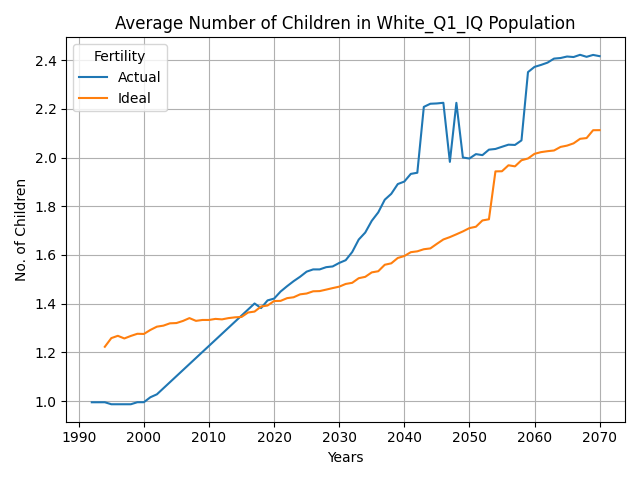 Average Number of Children in White_Q1_IQ Population
Fertility
Actual
Ideal
No. of Children
2.4
2.2
2.0
1.8
1.6
1.4
1.2
1.0
1990 2000 2010 2020 2030 2040 2050 2060 2070
Years